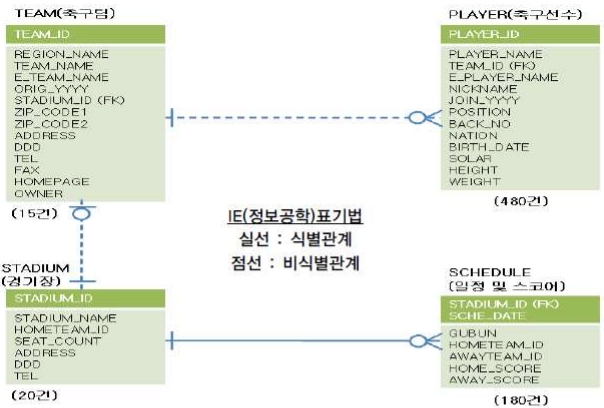 TEAM(축구팀)
TEAM_ID
REGION_NAME
TEAM_NAME
E_TEAM_NAME
ORIG_YYYY
STADIUM_ID (FK)
ZIP_CODE1
ZIP_CODE2
ADDRESS
DDD
TEL
FAX
HOMEPAGE
OWNER
(15건)
PLAYER(축구선수)
PLAYER_ID
PLAYER_NAME
TEAM_ID (FK)
E_PLAYER_NAME
NICKNAME
JOIN_YYYY
POSITION
BACK_NO
NATION
BIRTH_DATE
SOLAR
HEIGHT
WEIGHT
(480건)
IE(정보공학)표기법
실선 : 식별관계
점선 : 비식별관계
STADIUM
(경기장)
STADIUM_ID
STADIUM_NAME
HOMETEAM_ID
SEAT_COUNT
ADDRESS
DDD
TEL
(20건)
SCHEDULE
(일정 및 스코어)
STADIUM_ID (FK)
SCHE_DATE
GUBUN
HOMETEAM_ID
AWAYTEAM_ID
HOME_SCORE
AWAY_SCORE
(180건)